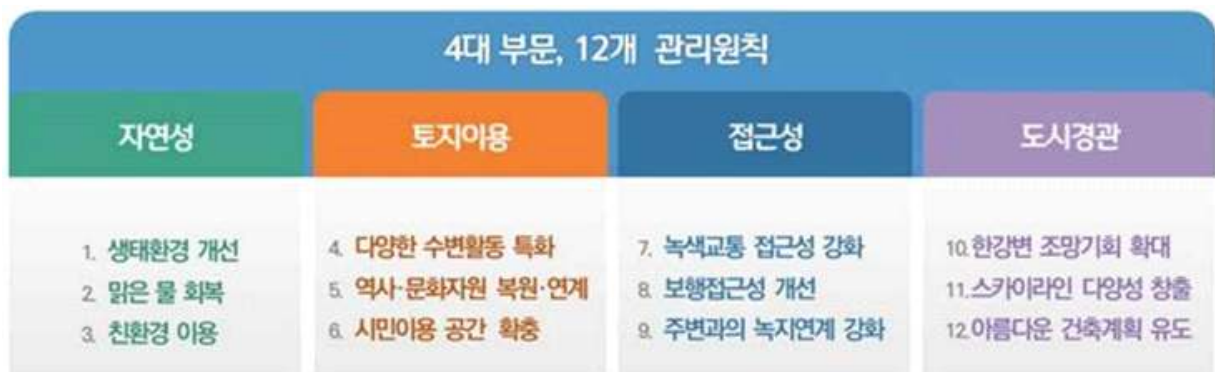 4대 부문, 12개 관리원칙
자연성
1. 생태환경 개선
2. 맑은 물 회복
3. 친환경 이용
토지이용
4. 다양한 수변활동 특화
5. 역사·문화자원 복원·연계
6. 시민이용 공간 확충
접근성
7. 녹색교통 접근성 강화
8. 보행접근성 개선
9. 주변과의 녹지연계 강화
도시경관
10.한강변 조망기회 확대
11.스카이라인 다양성 창출
12.아름다운 건축계획 유도